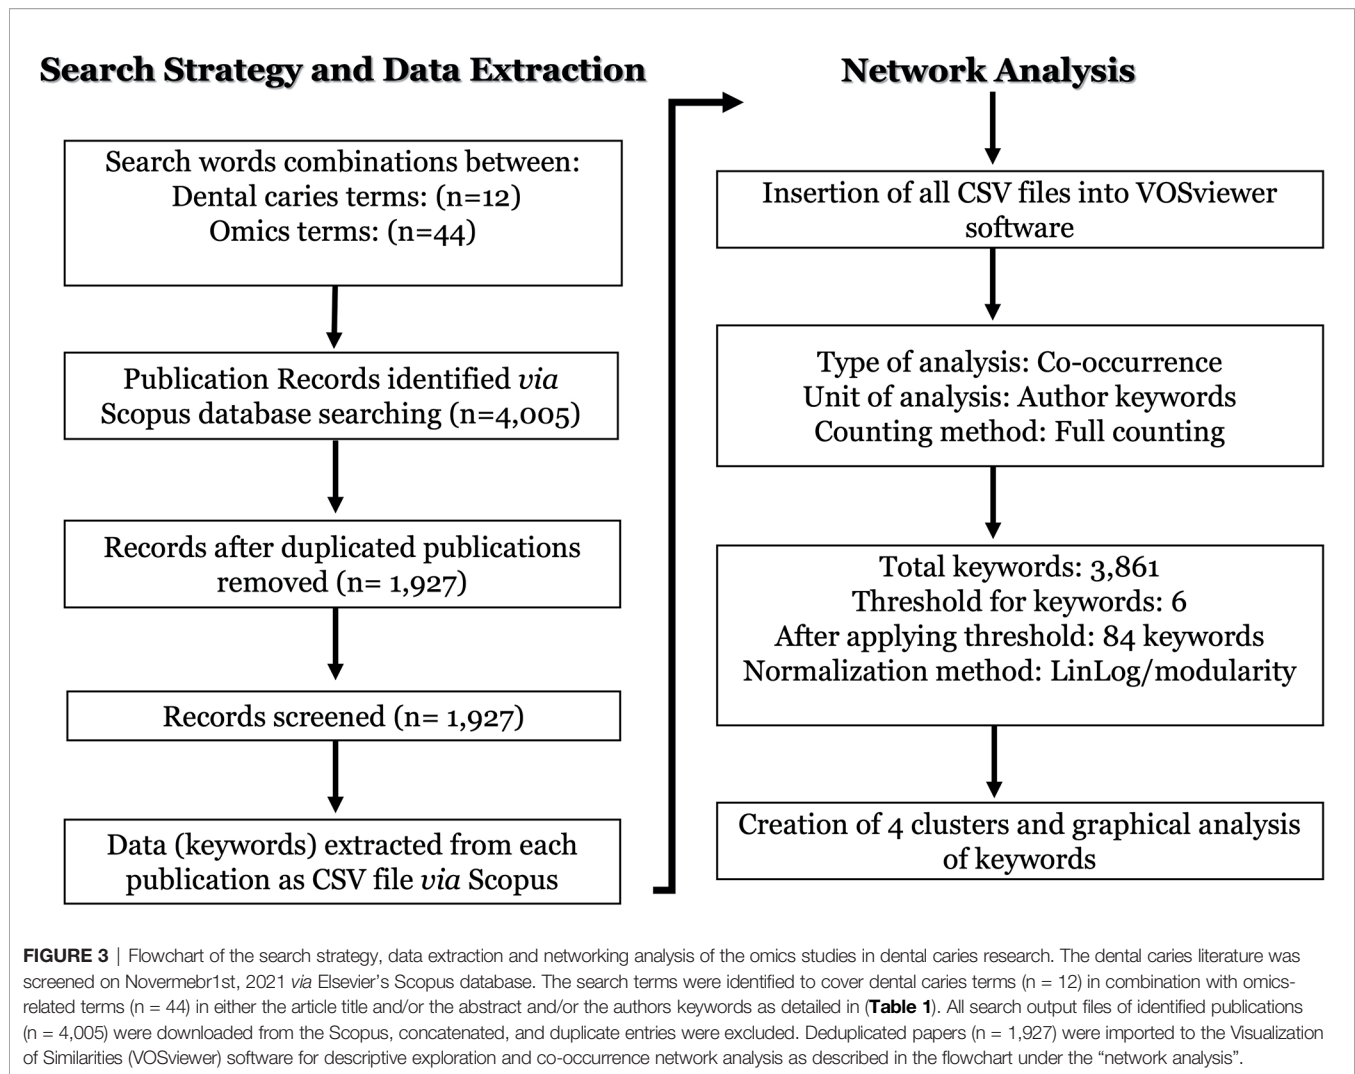 Search Strategy and Data Extraction
Search words combinations between:
Dental caries terms: (n=12)
Omics terms: (n=44)
Publication Records identified via
Scopus database searching (n=4,005)
Records after duplicated publications
removed (n= 1,927)
Records screened (n= 1,927)
Data (keywords) extracted from each
publication as CSV file via Scopus
Network Analysis
Insertion of all CSV files into VOSviewer
software
Type of analysis: Co-occurrence
Unit of analysis: Author keywords
Counting method: Full counting
Total keywords: 3,861
Threshold for keywords: 6
After applying threshold: 84 keywords
Normalization method: LinLog/modularity
Creation of 4 clusters and graphical analysis
of keywords
FIGURE 3 | Flowchart of the search strategy, data extraction and networking analysis of the omics studies in dental caries research. The dental caries literature was
screened on Novermebr1st, 2021 via Elsevier's Scopus database. The search terms were identified to cover dental caries terms (n = 12) in combination with omics-
related terms (n = 44) in either the article title and/or the abstract and/or the authors keywords as detailed in (Table 1). All search output files of identified publications
(n = 4,005) were downloaded from the Scopus, concatenated, and duplicate entries were excluded. Deduplicated papers (n = 1,927) were imported to the Visualization
of Similarities (VOSviewer) software for descriptive exploration and co-occurrence network analysis as described in the flowchart under the “network analysis”.